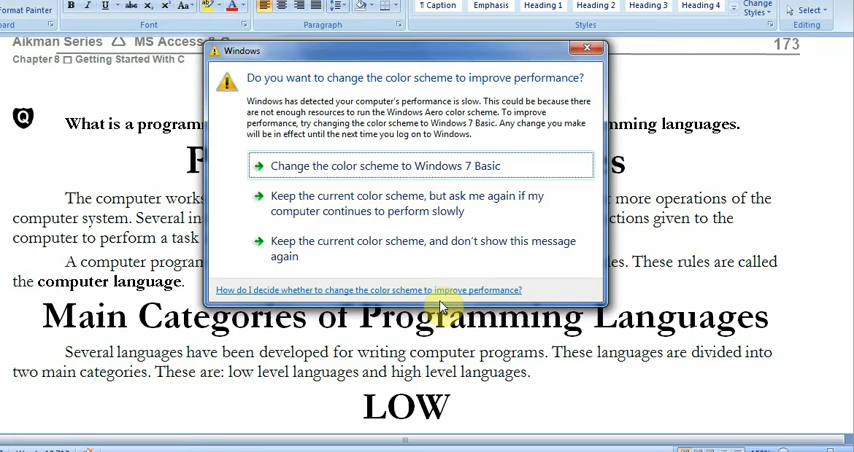 Format Painter
B I U abc x₂ x² Aa ab A
¶ Caption Emphasis Heading 1 Heading 2 Heading 3 Heading 4 Change
Styles
Select
Font Paragraph Styles Editing
Aikman Series MS Access &
173
Chapter 8 Getting Started With C
Windows
Do you want to change the color scheme to improve performance?
Windows has detected your computer's performance is slow. This could be because there
are not enough resources to run the Windows Aero color scheme. To improve
performance, try changing the color scheme to Windows 7 Basic. Any change you make
will be in effect until the next time you log on to Windows.
Change the color scheme to Windows 7 Basic
Keep the current color scheme, but ask me again if my
computer continues to perform slowly
Keep the current color scheme, and don't show this message
again
How do I decide whether to change the color scheme to improve performance?
Q
What is a program mming languages.
P es
The computer works more operations of the
computer system. Several ins ctions given to the
computer to perform a task
A computer program les. These rules are called
the computer language.
Main Categories of Programming Languages
Several languages have been developed for writing computer programs. These languages are divided into
two main categories. These are: low level languages and high level languages.
LOW